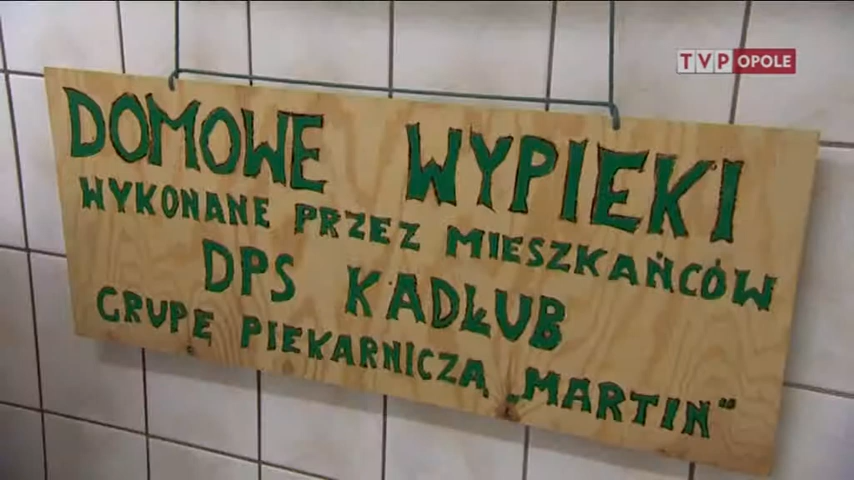 TVP OPOLE
DOMOWE WYPIEKI
WYKONANE PRZEZ MIESZKAŃCÓW
DPS KADŁUB
GRUPĘ PIEKARNICZĄ „MARTIN”